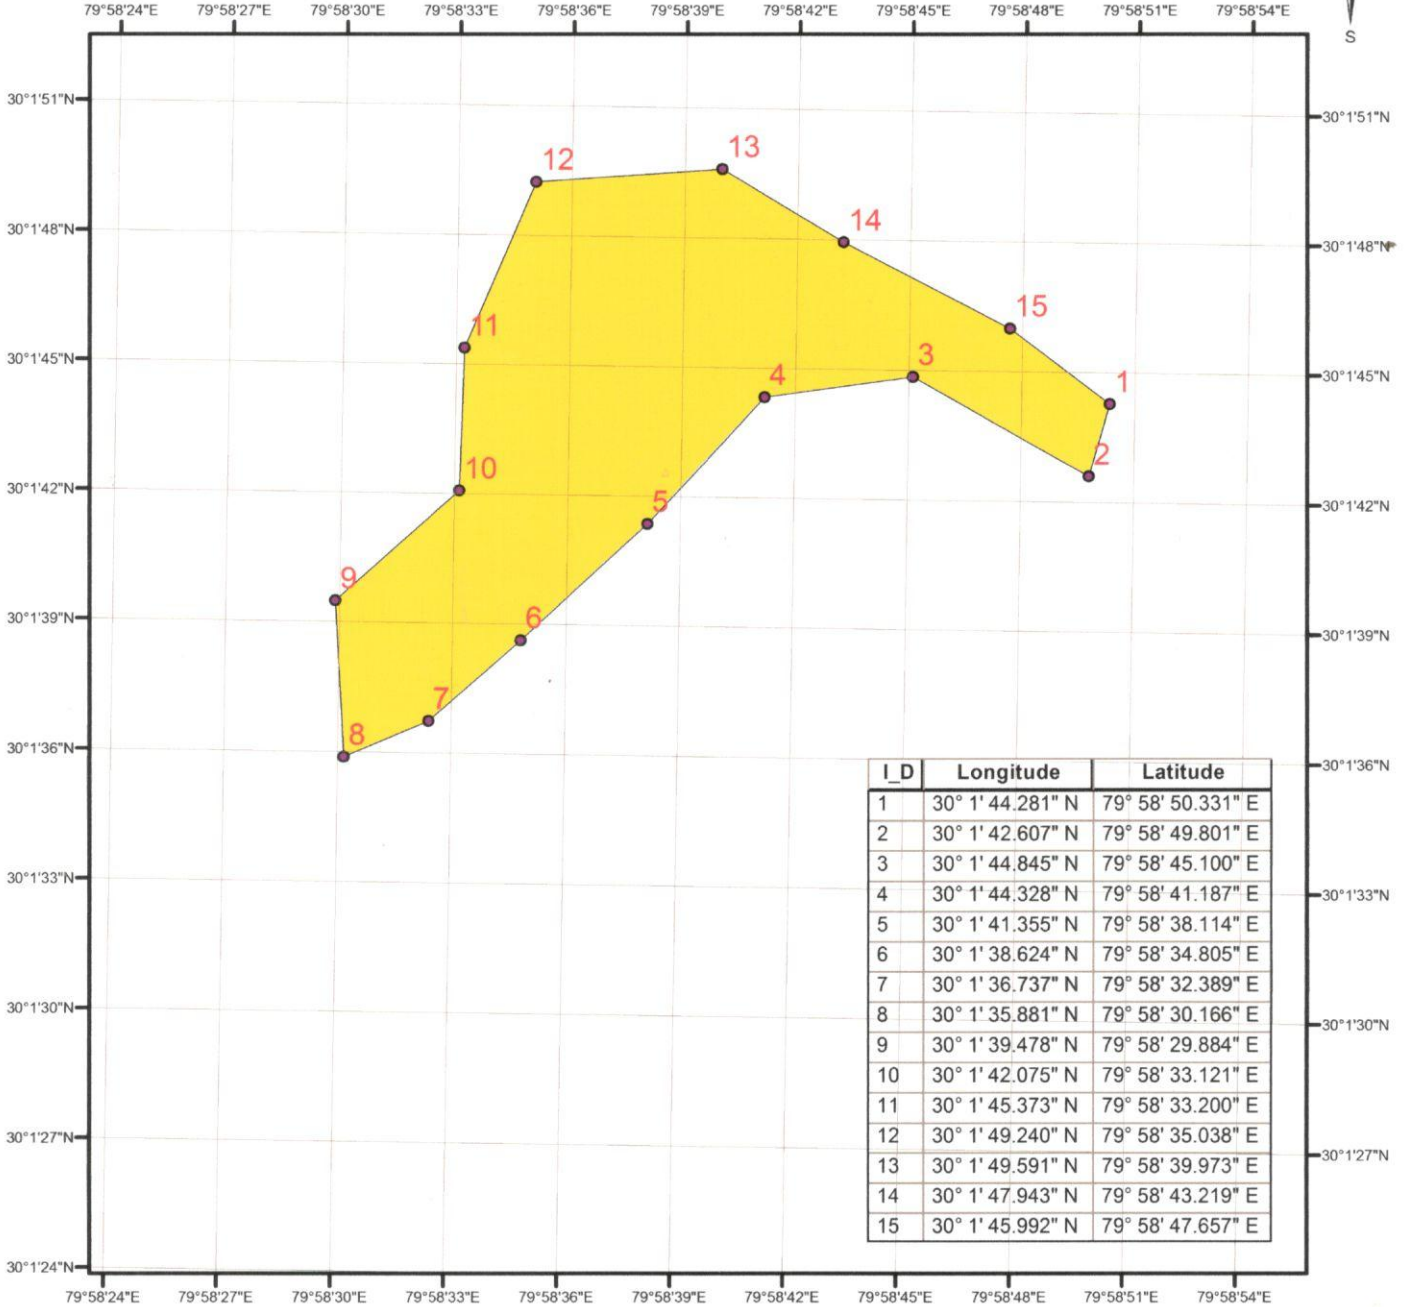 79°58'24"E 79°58'27"E 79°58'30"E 79°58'33"E 79°58'36"E 79°58'39"E 79°58'42"E 79°58'45"E 79°58'48"E 79°58'51"E 79°58'54"E
S
30°1'51"N 30°1'51"N
13
12
14
30°1'48"N 30°1'48"N
15
11
3
30°1'45"N 30°1'45"N
4 1
2
10
30°1'42"N 30°1'42"N
5
9
30°1'39"N 6 30°1'39"N
7
8
30°1'36"N 30°1'36"N
I_D Longitude Latitude
1 30° 1' 44.281" N 79° 58' 50.331" E
2 30° 1' 42.607" N 79° 58' 49.801" E
3 30° 1' 44.845" N 79° 58' 45.100" E
4 30° 1' 44.328" N 79° 58' 41.187" E
5 30° 1' 41.355" N 79° 58' 38.114" E
6 30° 1' 38.624" N 79° 58' 34.805" E
7 30° 1' 36.737" N 79° 58' 32.389" E
8 30° 1' 35.881" N 79° 58' 30.166" E
9 30° 1' 39.478" N 79° 58' 29.884" E
10 30° 1' 42.075" N 79° 58' 33.121" E
11 30° 1' 45.373" N 79° 58' 33.200" E
12 30° 1' 49.240" N 79° 58' 35.038" E
13 30° 1' 49.591" N 79° 58' 39.973" E
14 30° 1' 47.943" N 79° 58' 43.219" E
15 30° 1' 45.992" N 79° 58' 47.657" E
30°1'33"N 30°1'33"N
30°1'30"N 30°1'30"N
30°1'27"N 30°1'27"N
30°1'24"N
79°58'24"E 79°58'27"E 79°58'30"E 79°58'33"E 79°58'36"E 79°58'39"E 79°58'42"E 79°58'45"E 79°58'48"E 79°58'51"E 79°58'54"E